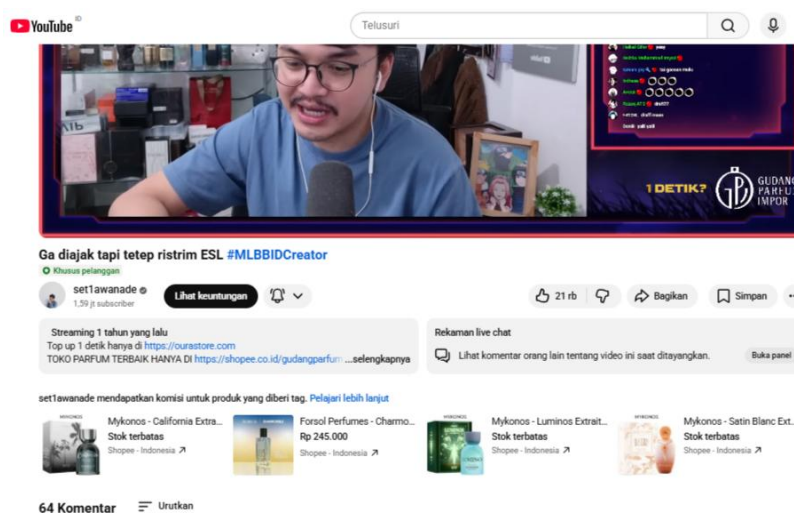 YouTube ID
Telusuri
1 DETIK?
GUDANG
PARFUM
IMPOR
Ga diajak tapi tetep ristrim ESL #MLBBIDCreator
Khusus pelanggan
set1awanade
1,59 jt subscriber
Lihat keuntungan
21 rb
Bagikan
Simpan
Streaming 1 tahun yang lalu
Top up 1 detik hanya di https://ourastore.com
TOKO PARFUM TERBAIK HANYA DI https://shopee.co.id/gudangparfum ...selengkapnya
Rekaman live chat
Lihat komentar orang lain tentang video ini saat ditayangkan.
Buka panel
set1awanade mendapatkan komisi untuk produk yang diberi tag. Pelajari lebih lanjut
Mykonos - California Extra...
Stok terbatas
Shopee - Indonesia
Forsol Perfumes - Charmo...
Rp 245.000
Shopee - Indonesia
Mykonos - Luminos Extrait...
Stok terbatas
Shopee - Indonesia
Mykonos - Satin Blanc Ext...
Stok terbatas
Shopee - Indonesia
64 Komentar
Urutkan